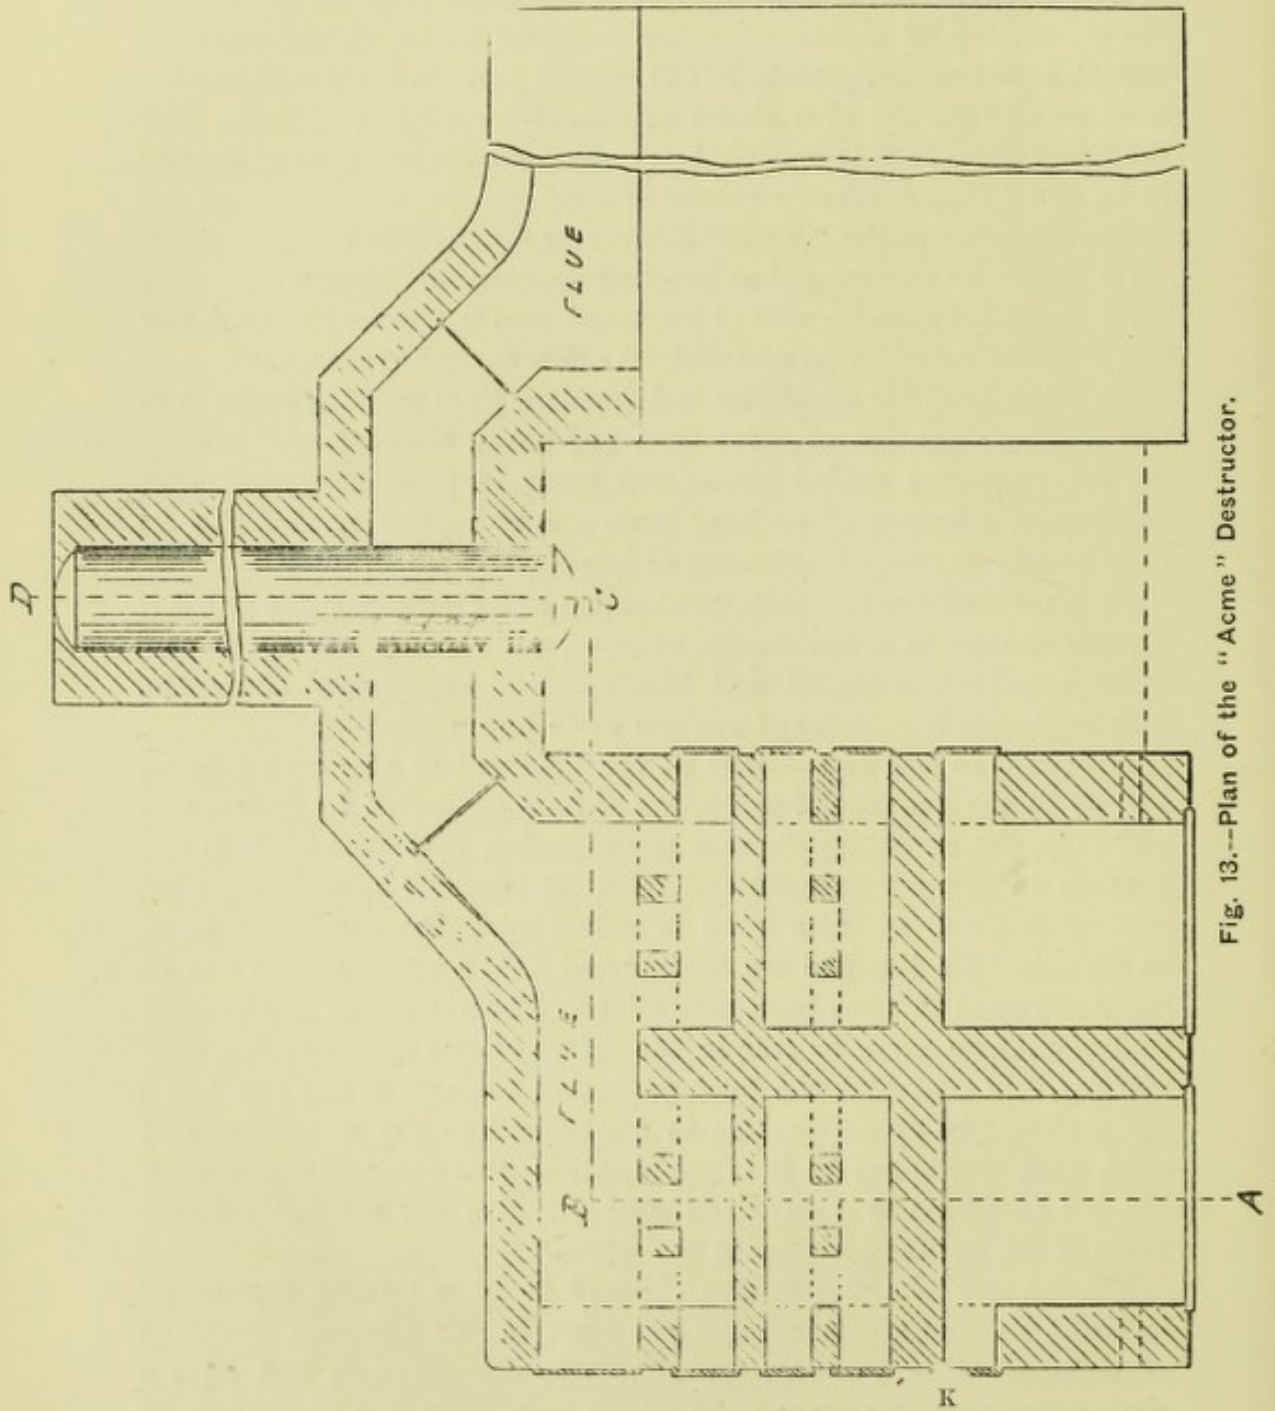 D
FLUE
C
FLUE
B
A
Fig. 13.--Plan of the "Acme" Destructor.
K